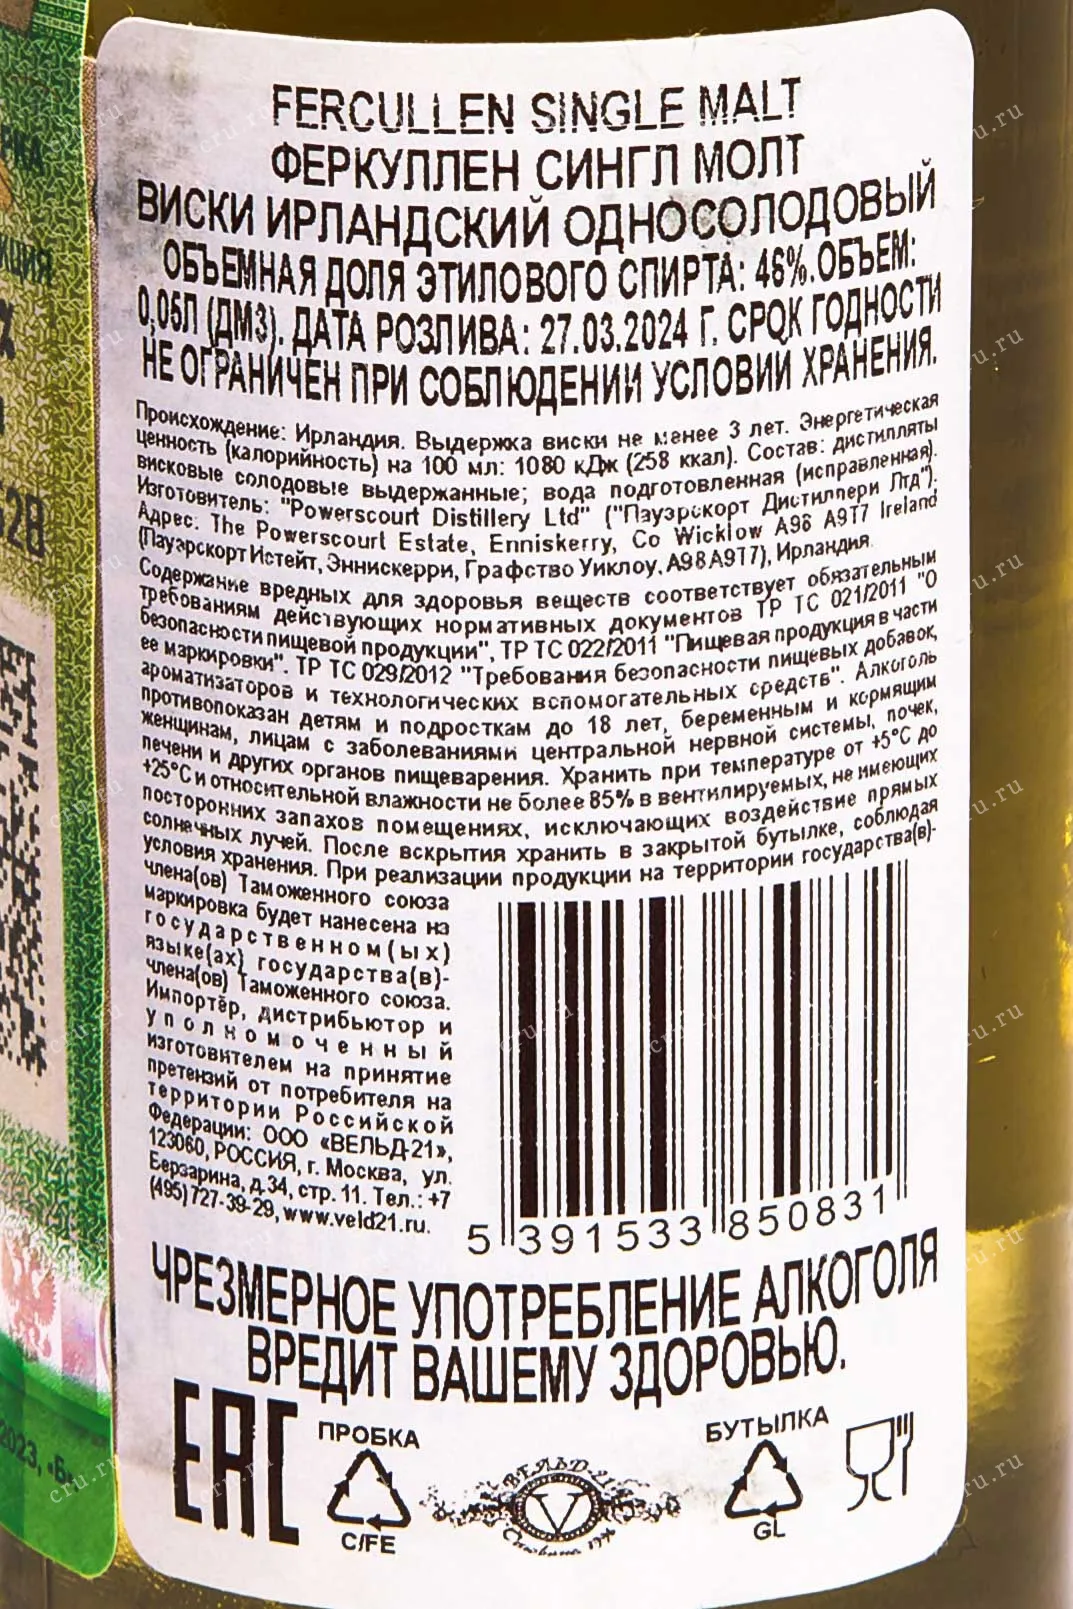 FERCULLEN SINGLE MALT
ФЕРКУЛЛЕН СИНГЛ МОЛТ
ВИСКИ ИРЛАНДСКИЙ ОДНОСОЛОДОВЫЙ
ОБЪЕМНАЯ ДОЛЯ ЭТИЛОВОГО СПИРТА: 46%.ОБЪЕМ:
0,05Л (ДМ3). ДАТА РОЗЛИВА: 27.03.2024 Г. СРОК ГОДНОСТИ
НЕ ОГРАНИЧЕН ПРИ СОБЛЮДЕНИИ УСЛОВИИ ХРАНЕНИЯ.
Происхождение: Ирландия. Выдержка виски не менее 3 лет. Энергетическая
ценность (калорийность) на 100 мл: 1080 кДж (258 ккал). Состав: дистилляты
висковые солодовые выдержанные; вода подготовленная (исправленная).
Изготовитель: "Powerscourt Distillery Ltd" ("Пауэрскорт Дистиллери Лтд").
Адрес: The Powerscourt Estate, Enniskerry, Co Wicklow A98 A9T7 Ireland
(Пауэрскорт Истейт, Эннискерри, Графство Уиклоу, A98A9T7), Ирландия.
Содержание вредных для здоровья веществ соответствует обязательным
требованиям действующих нормативных документов ТР ТС 021/2011 "О
безопасности пищевой продукции", ТР ТС 022/2011 "Пищевая продукция в части
ее маркировки". ТР ТС 029/2012 "Требования безопасности пищевых добавок,
ароматизаторов и технологических вспомогательных средств". Алкоголь
противопоказан детям и подросткам до 18 лет, беременным и кормящим
женщинам, лицам с заболеваниями центральной нервной системы, почек,
печени и других органов пищеварения. Хранить при температуре от +5°С до
+25°С и относительной влажности не более 85% в вентилируемых, не имеющих
посторонних запахов помещениях, исключающих воздействие прямых
солнечных лучей. После вскрытия хранить в закрытой бутылке, соблюдая
условия хранения. При реализации продукции на территории государства(в)-
члена(ов) Таможенного союза
маркировка будет нанесена на
государственном(ых)
языке(ах) государства(в)-
члена(ов) Таможенного союза.
Импортёр, дистрибьютор и
уполномоченный
изготовителем на принятие
претензий от потребителя на
территории Российской
Федерации: ООО «ВЕЛЬД-21»,
123060, РОССИЯ, г. Москва, ул.
Берзарина, д.34, стр. 11. Тел.: +7
(495)727-39-29, www.veld21.ru.
5 391533 850831
ЧРЕЗМЕРНОЕ УПОТРЕБЛЕНИЕ АЛКОГОЛЯ
ВРЕДИТ ВАШЕМУ ЗДОРОВЬЮ.
EAC
ПРОБКА
C/FE
ВЕЛЬД-21
V
БУТЫЛКА
GL
2023, «Б
cru.ru